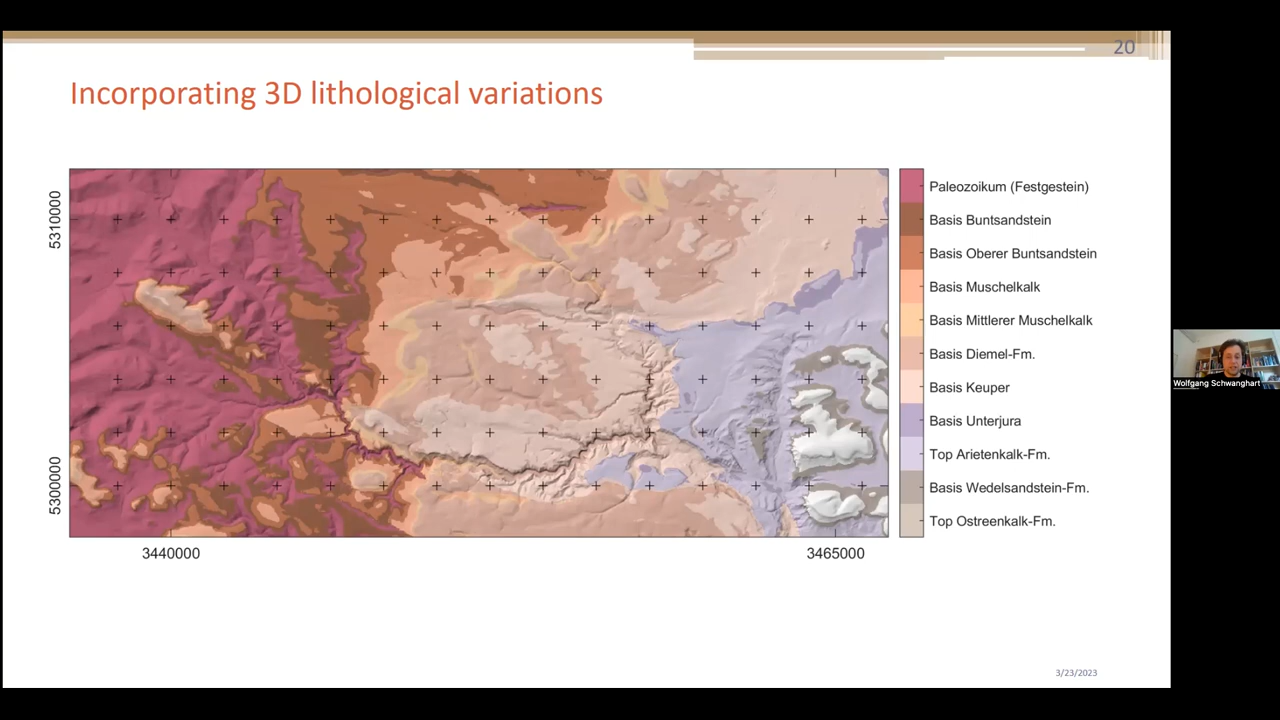 20
Incorporating 3D lithological variations
5310000
5300000
3440000
3465000
Paleozoikum (Festgestein)
Basis Buntsandstein
Basis Oberer Buntsandstein
Basis Muschelkalk
Basis Mittlerer Muschelkalk
Basis Diemel-Fm.
Basis Keuper
Basis Unterjura
Top Arietenkalk-Fm.
Basis Wedelsandstein-Fm.
Top Ostreenkalk-Fm.
Wolfgang Schwanghart
3/23/2023